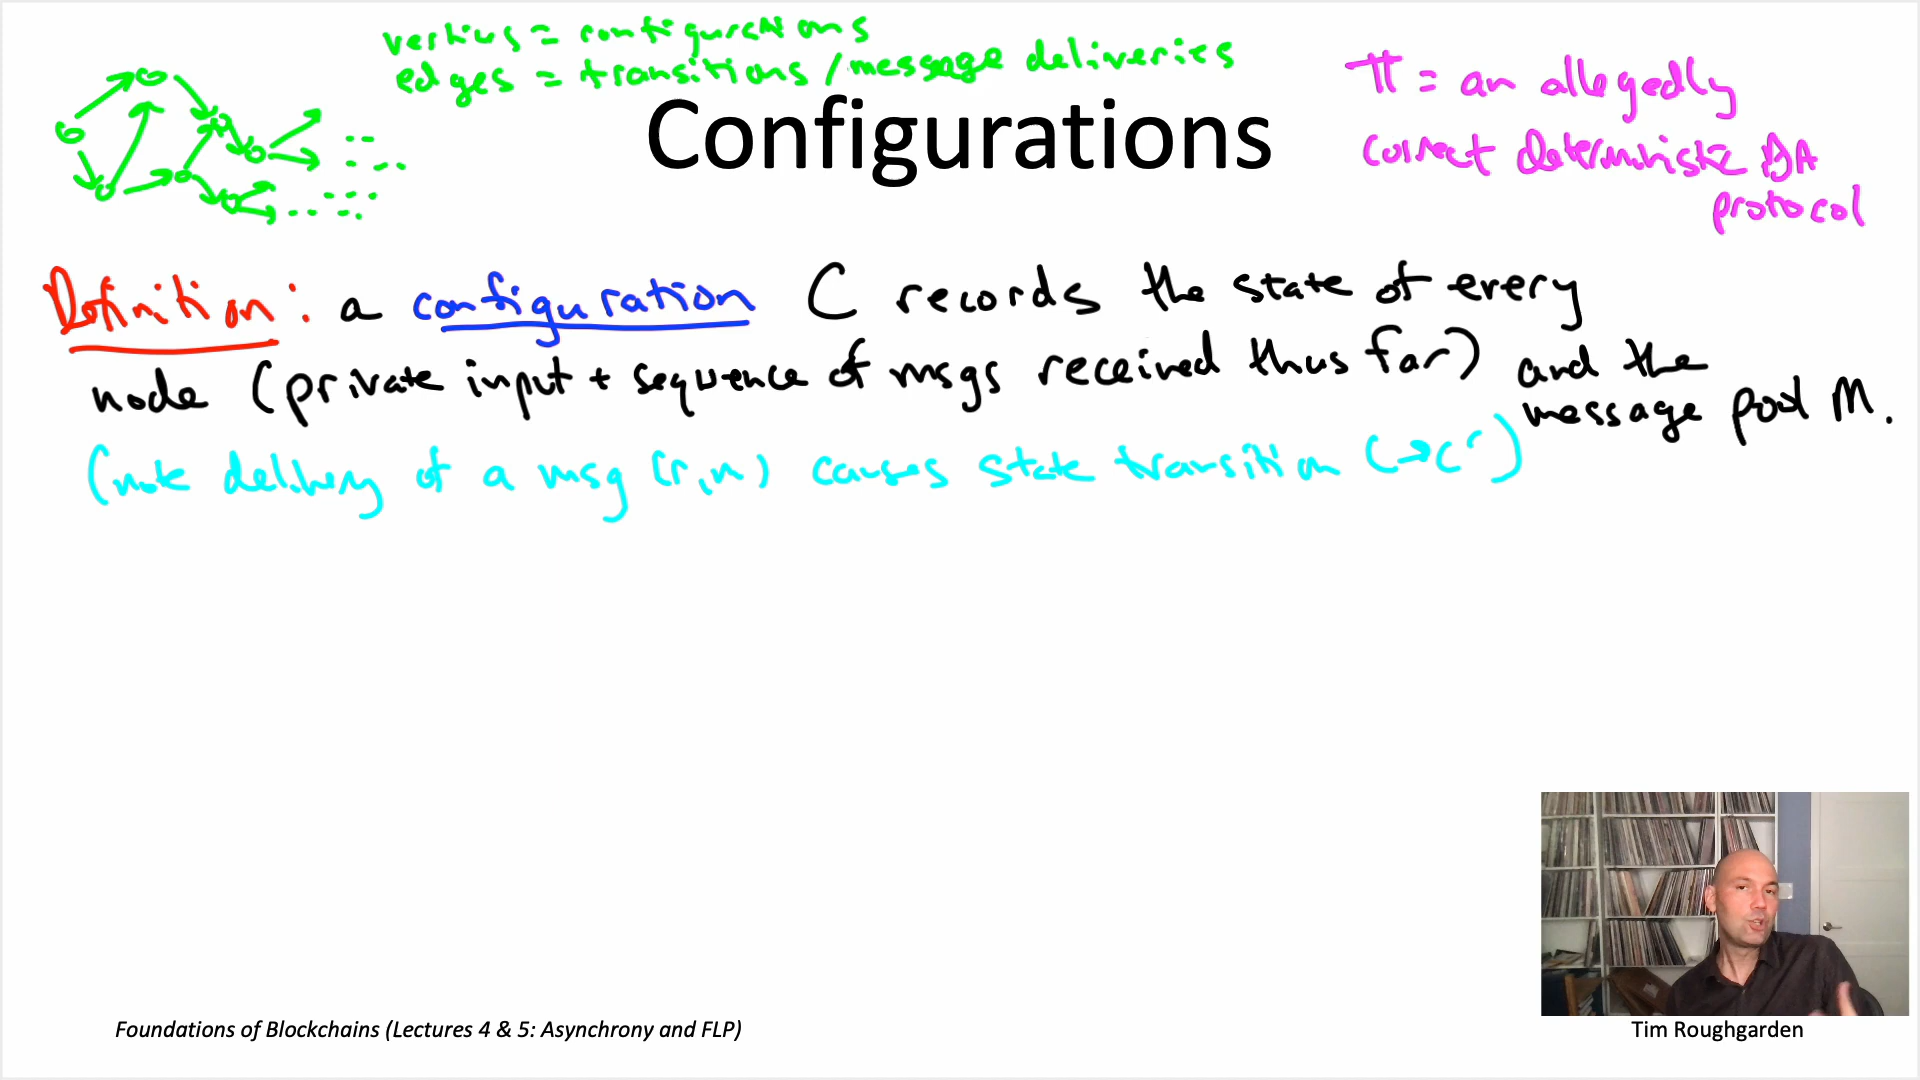 vertices = configurations
edges = transitions / message deliveries
Configurations
π = an allegedly
correct deterministic BA
protocol
Definition: a configuration C records the state of every
node (private input + sequence of msgs received thus far) and the
message pool M.
(note delivery of a msg (r,m) causes state transition C→C')
Foundations of Blockchains (Lectures 4 & 5: Asynchrony and FLP)
Tim Roughgarden